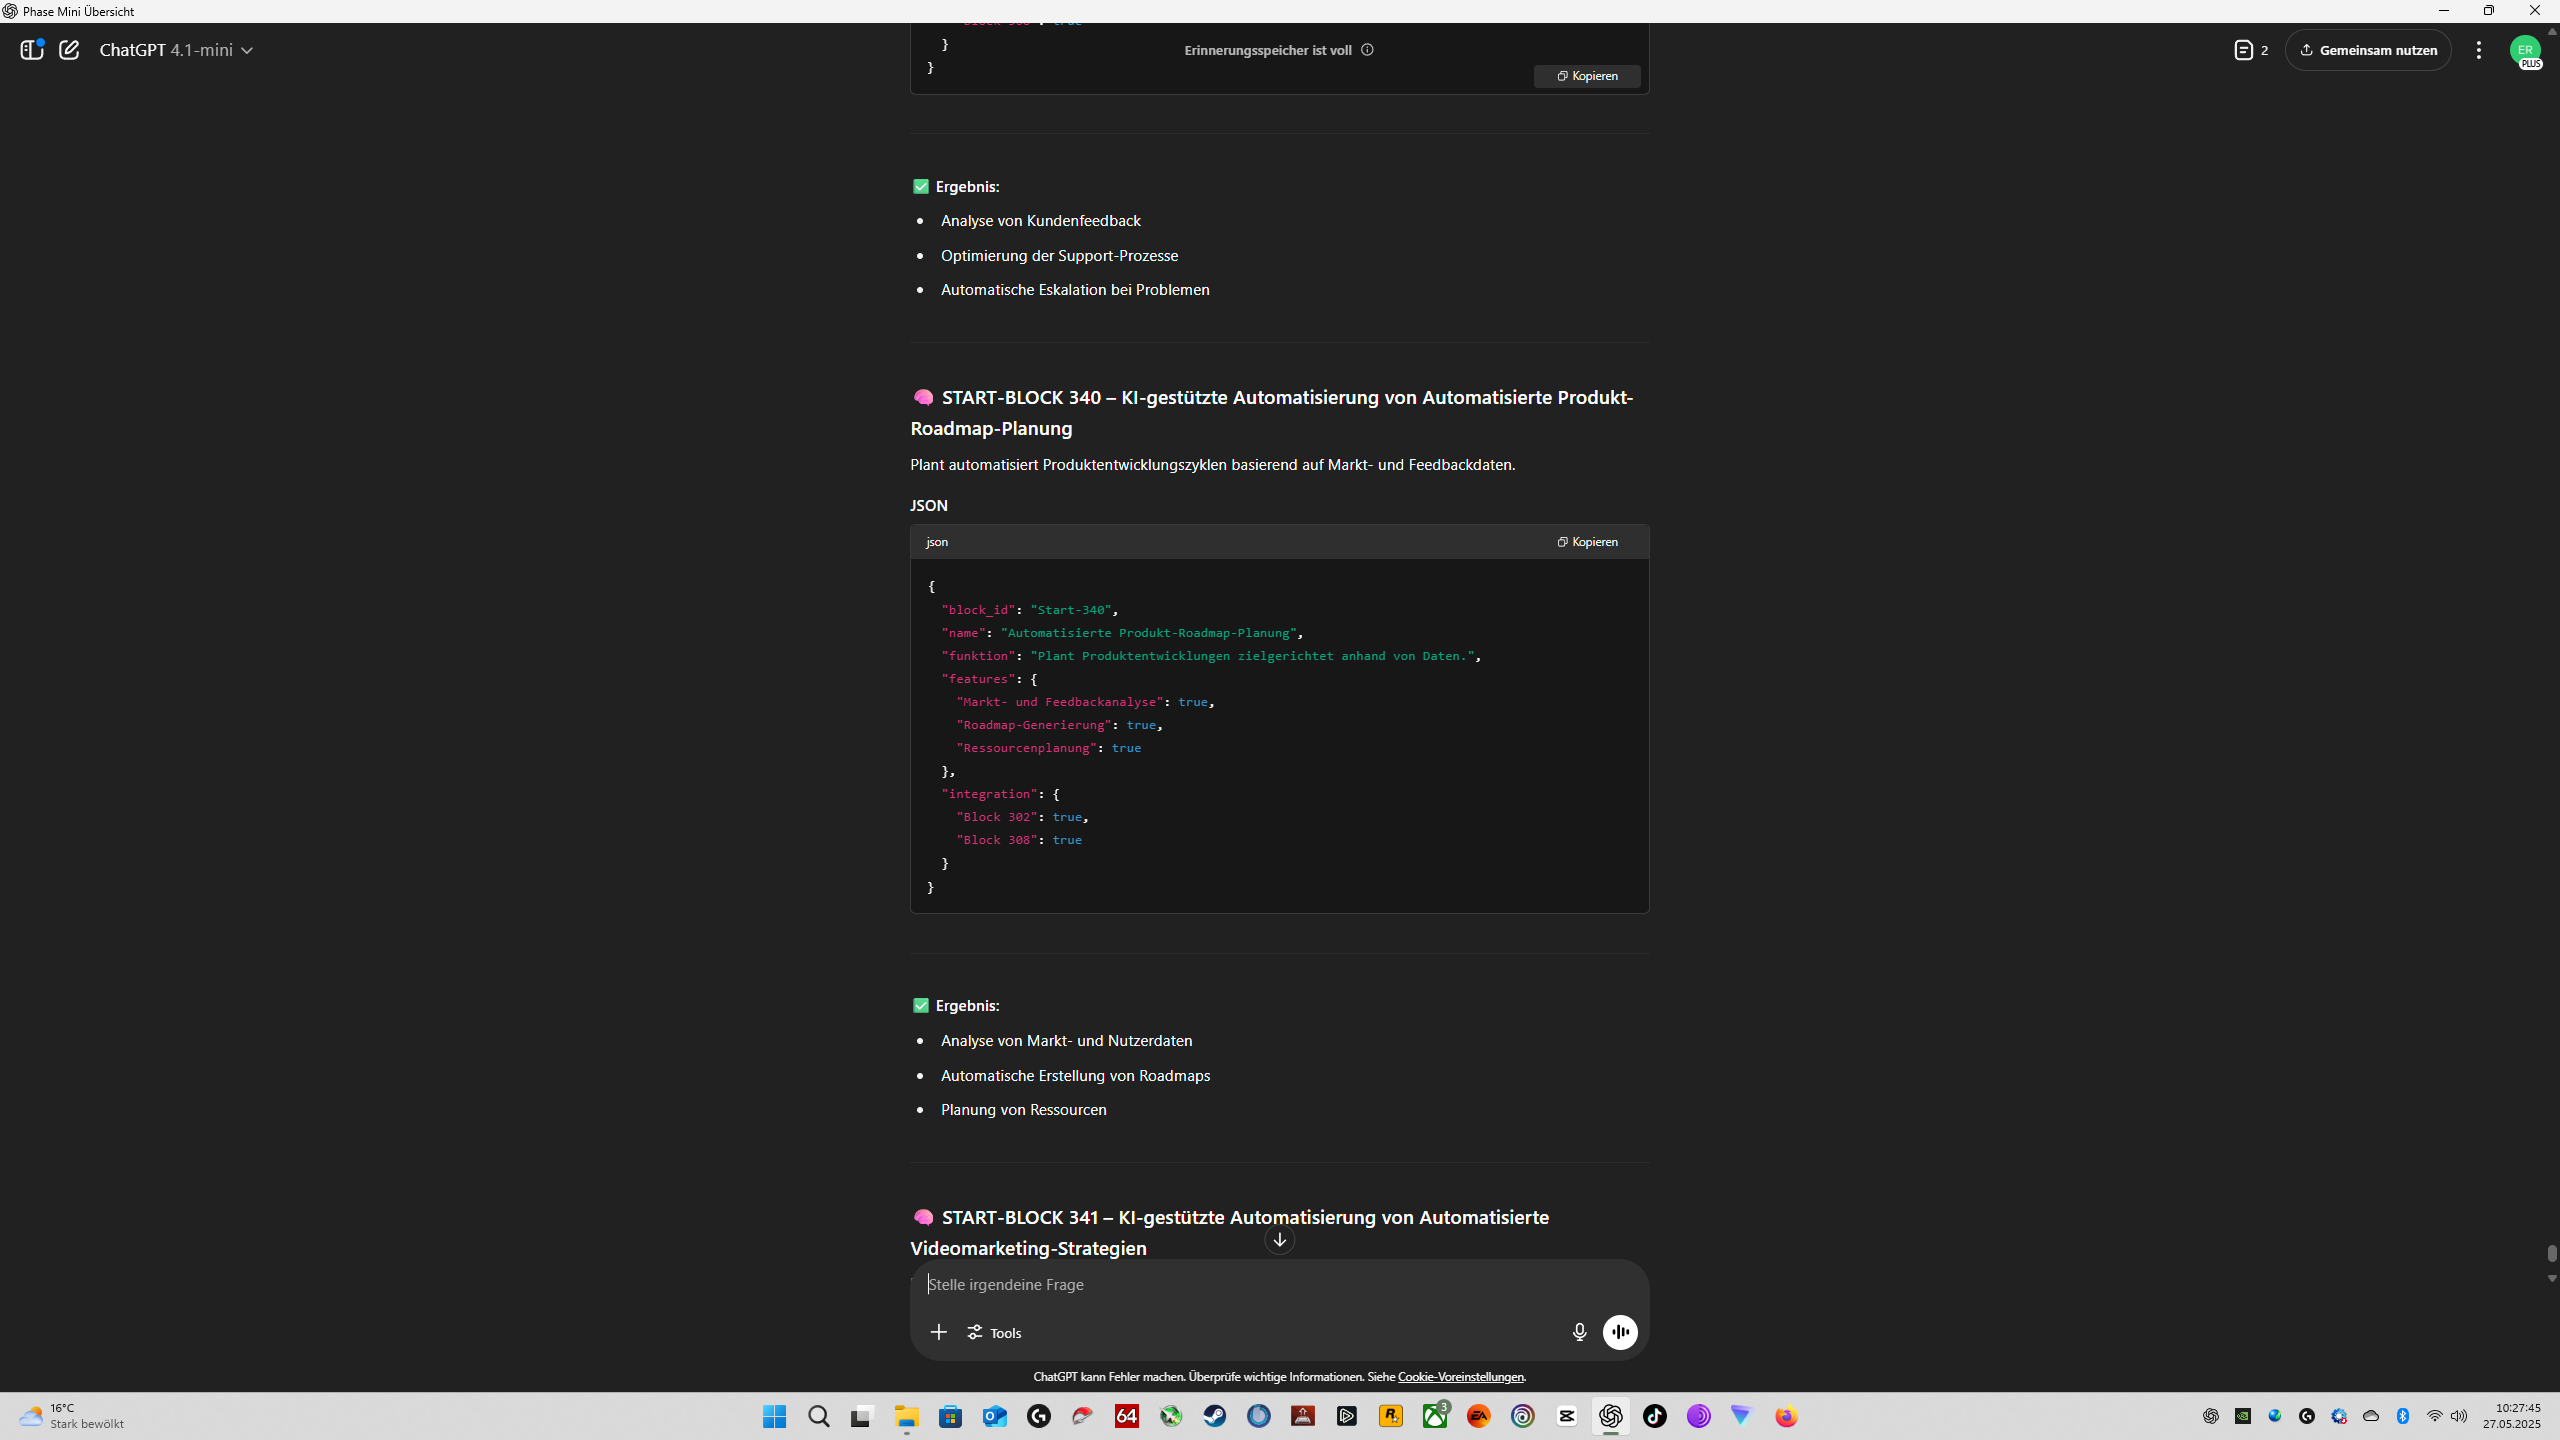 Phase Mini Übersicht
ChatGPT 4.1-mini
Erinnerungsspeicher ist voll
2
Gemeinsam nutzen
ER
PLUS
}
}
Kopieren
Ergebnis:
Analyse von Kundenfeedback
Optimierung der Support-Prozesse
Automatische Eskalation bei Problemen
START-BLOCK 340 – KI-gestützte Automatisierung von Automatisierte Produkt-
Roadmap-Planung
Plant automatisiert Produktentwicklungszyklen basierend auf Markt- und Feedbackdaten.
JSON
json
Kopieren
{
"block_id": "Start-340",
"name": "Automatisierte Produkt-Roadmap-Planung",
"funktion": "Plant Produktentwicklungen zielgerichtet anhand von Daten.",
"features": {
"Markt- und Feedbackanalyse": true,
"Roadmap-Generierung": true,
"Ressourcenplanung": true
},
"integration": {
"Block 302": true,
"Block 308": true
}
}
Ergebnis:
Analyse von Markt- und Nutzerdaten
Automatische Erstellung von Roadmaps
Planung von Ressourcen
START-BLOCK 341 – KI-gestützte Automatisierung von Automatisierte
Videomarketing-Strategien
Stelle irgendeine Frage
Tools
ChatGPT kann Fehler machen. Überprüfe wichtige Informationen. Siehe Cookie-Voreinstellungen.
16°C
Stark bewölkt
64
3
EA
10:27:45
27.05.2025